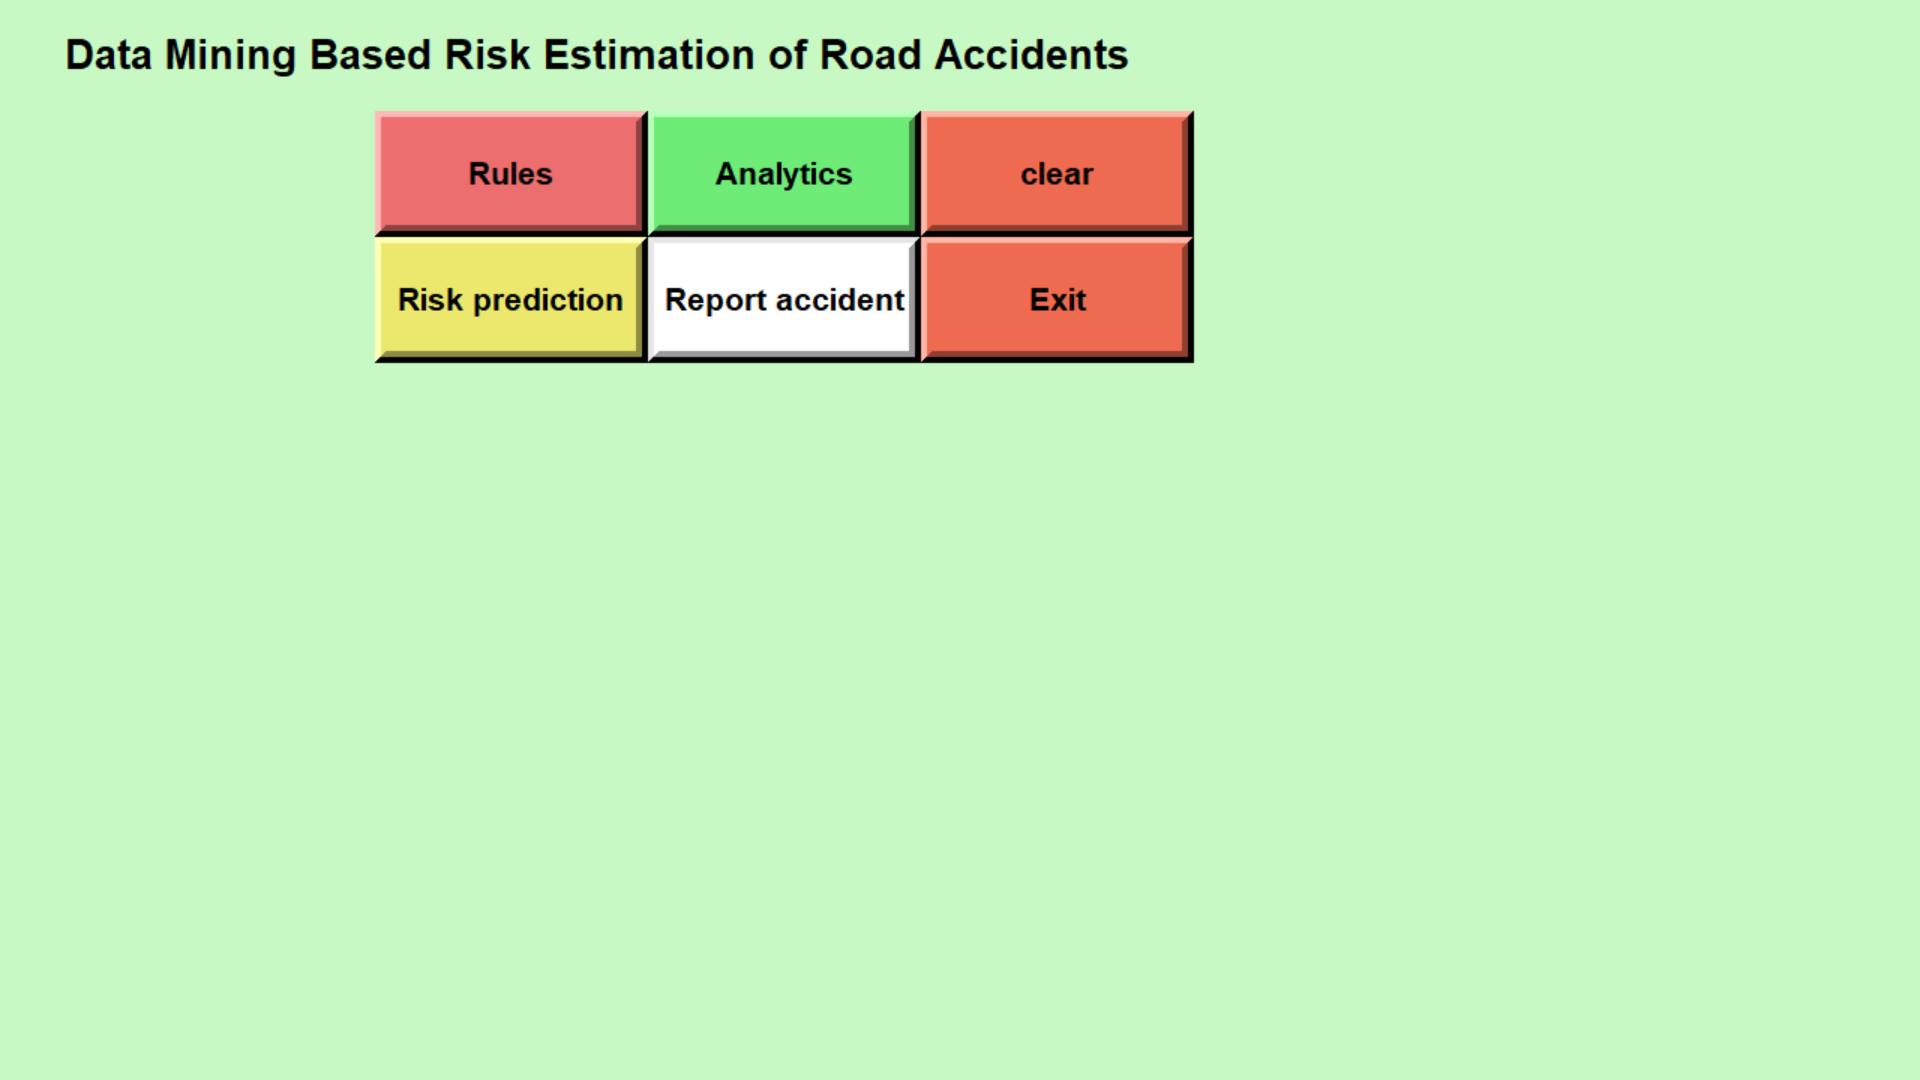 Data Mining Based Risk Estimation of Road Accidents
Rules
Analytics
clear
Risk prediction
Report accident
Exit